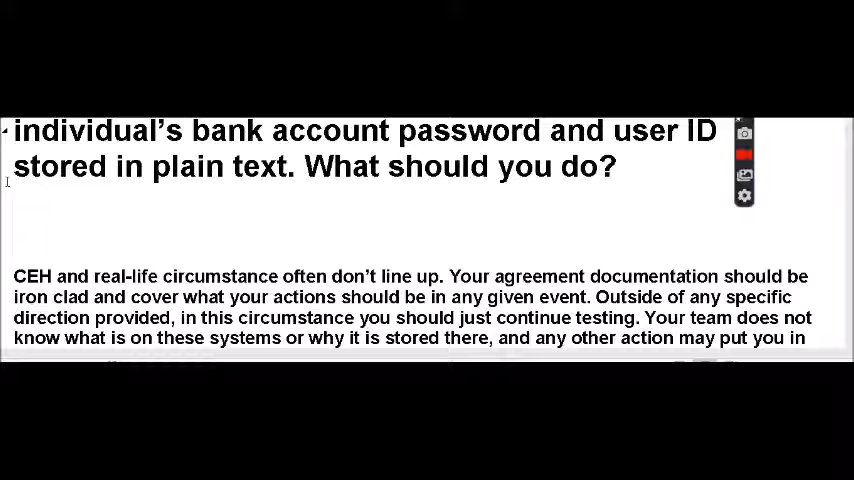 individual's bank account password and user ID
stored in plain text. What should you do?
CEH and real-life circumstance often don't line up. Your agreement documentation should be
iron clad and cover what your actions should be in any given event. Outside of any specific
direction provided, in this circumstance you should just continue testing. Your team does not
know what is on these systems or why it is stored there, and any other action may put you in